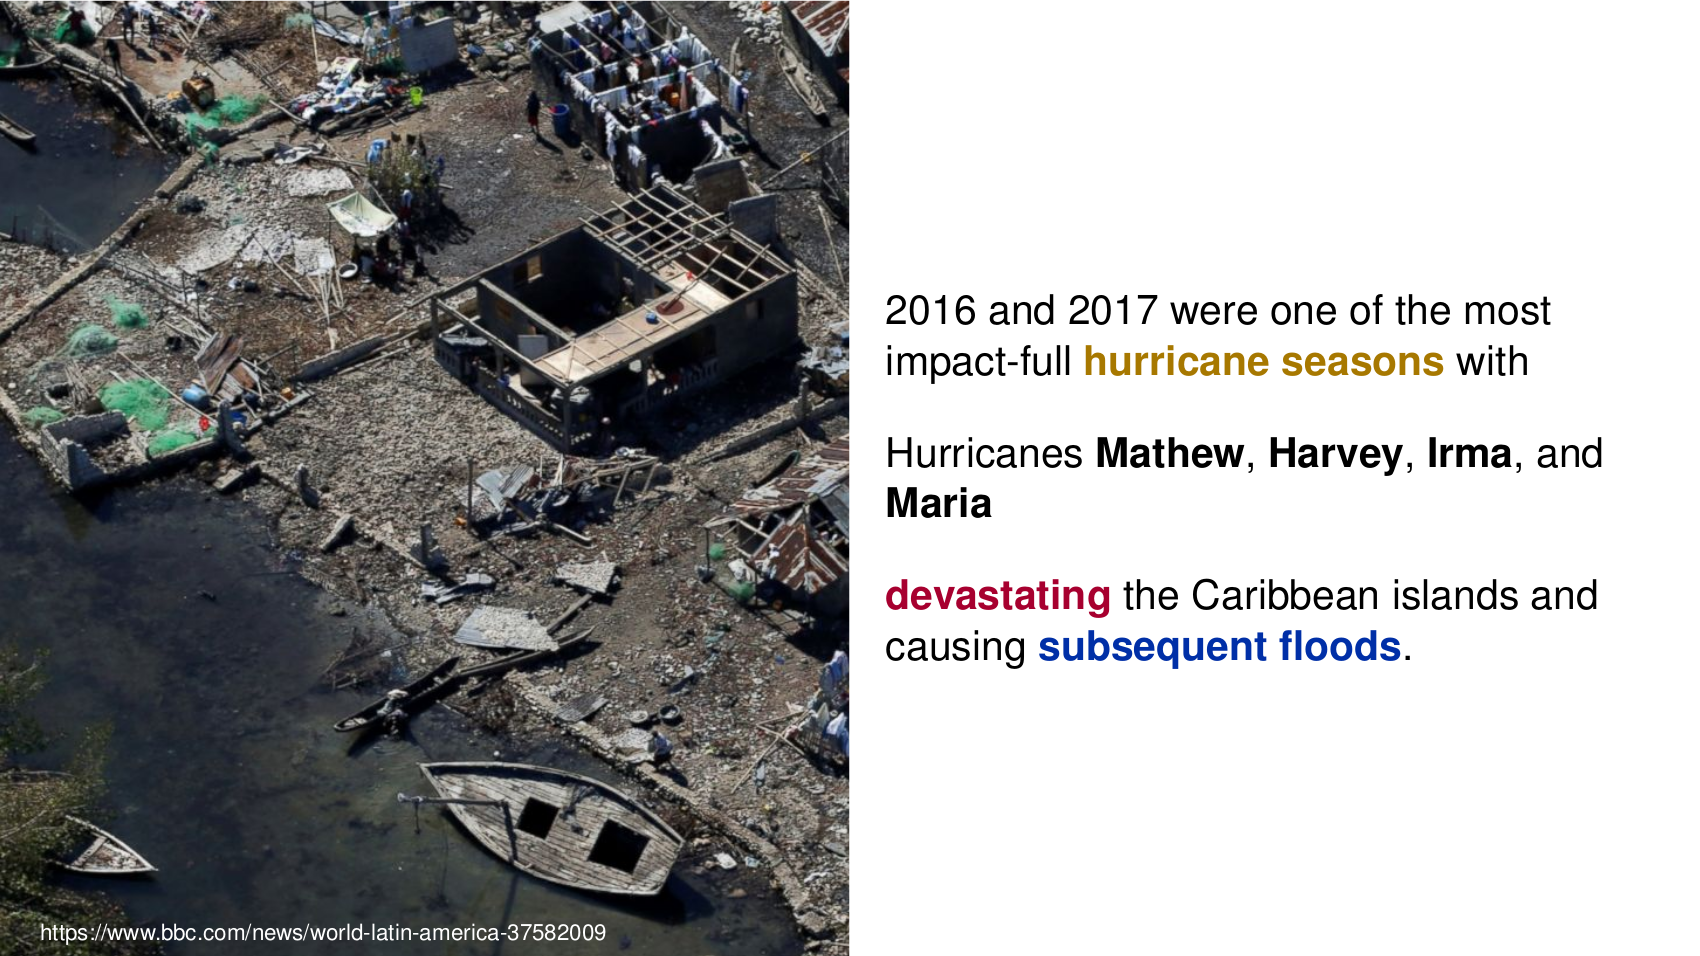 2016 and 2017 were one of the most
impact-full hurricane seasons with
Hurricanes Mathew, Harvey, Irma, and
Maria
devastating the Caribbean islands and
causing subsequent floods.
https://www.bbc.com/news/world-latin-america-37582009